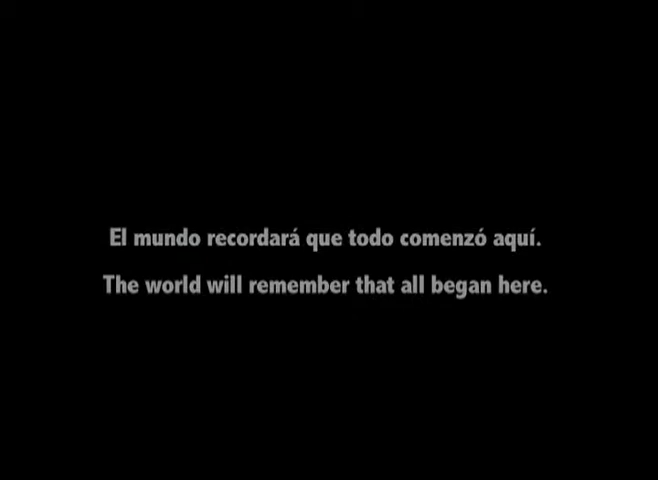 El mundo recordará que todo comenzó aquí.
The world will remember that all began here.